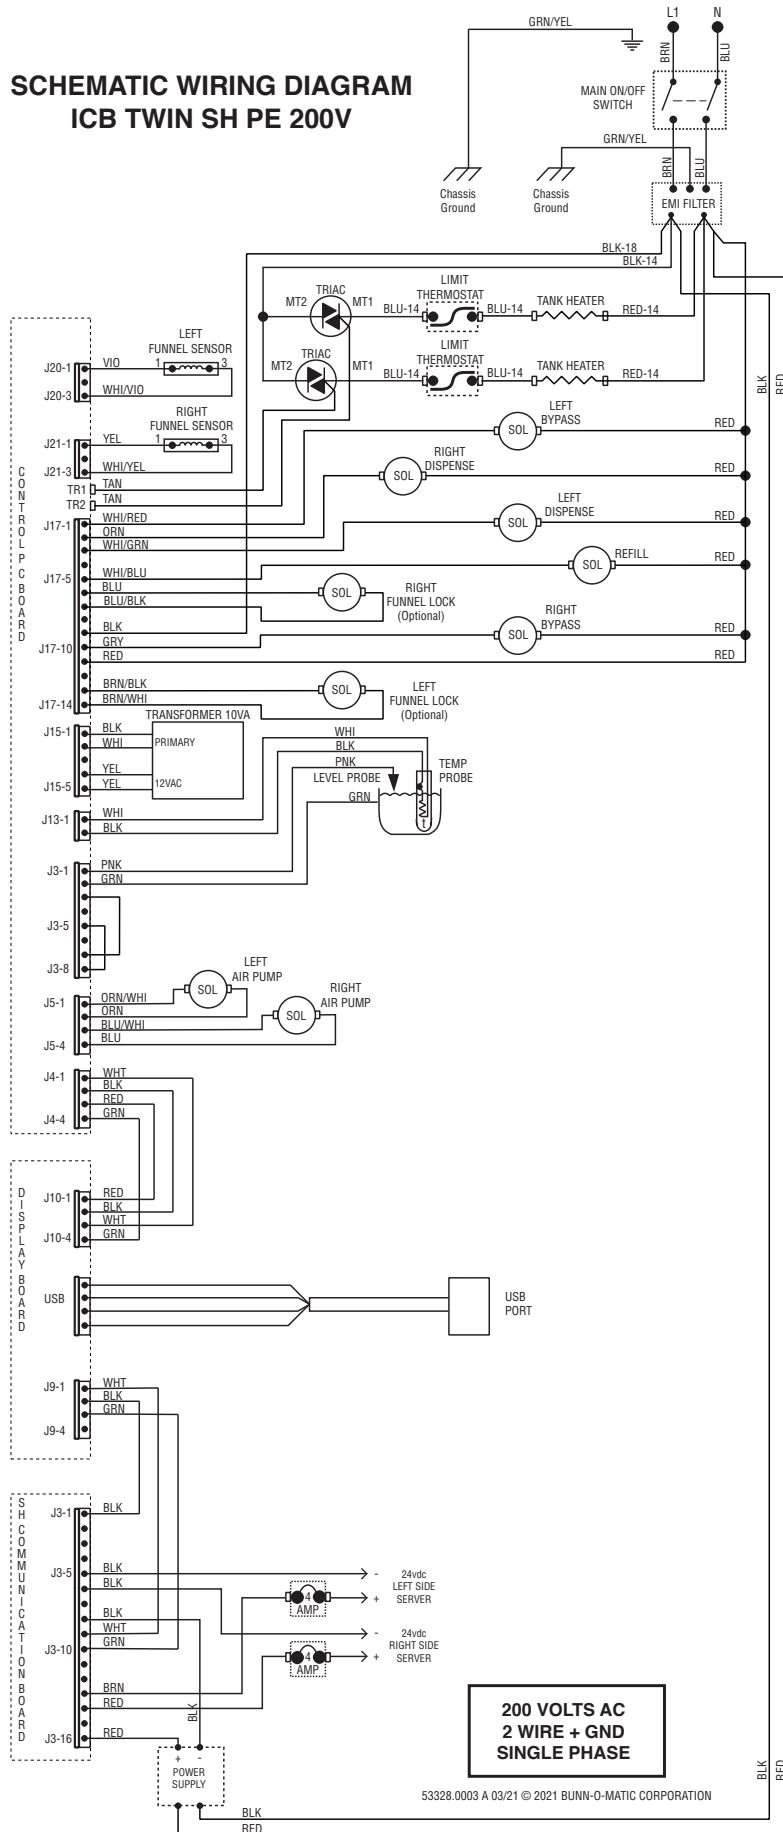 GRN/YEL
L1
N
BRN
BLU
SCHEMATIC WIRING DIAGRAM
ICB TWIN SH PE 200V
MAIN ON/OFF
SWITCH
GRN/YEL
BRN
BLU
Chassis
Ground
Chassis
Ground
EMI FILTER
BLK-18
BLK-14
TRIAC
MT2
MT1
BLU-14
LIMIT
THERMOSTAT
BLU-14
TANK HEATER
RED-14
TRIAC
MT2
MT1
BLU-14
LIMIT
THERMOSTAT
BLU-14
TANK HEATER
RED-14
BLK
RED
CONTROL PC BOARD
LEFT
FUNNEL SENSOR
J20-1
VIO
1
3
J20-3
WHI/VIO
RIGHT
FUNNEL SENSOR
J21-1
YEL
1
3
J21-3
WHI/YEL
TR1
TAN
TR2
TAN
LEFT
BYPASS
SOL
RED
RIGHT
DISPENSE
SOL
RED
LEFT
DISPENSE
SOL
RED
J17-1
WHI/RED
ORN
WHI/GRN
REFILL
SOL
RED
J17-5
WHI/BLU
BLU
BLU/BLK
SOL
RIGHT
FUNNEL LOCK
(Optional)
RIGHT
BYPASS
SOL
RED
BLK
J17-10
GRY
RED
RED
BRN/BLK
J17-14
BRN/WHI
SOL
LEFT
FUNNEL LOCK
(Optional)
TRANSFORMER 10VA
J15-1
BLK
WHI
PRIMARY
YEL
J15-5
YEL
12VAC
WHI
BLK
PNK
LEVEL PROBE
TEMP
PROBE
GRN
t
J13-1
WHI
BLK
J3-1
PNK
GRN
J3-5
J3-8
LEFT
AIR PUMP
SOL
RIGHT
AIR PUMP
SOL
J5-1
ORN/WHI
ORN
BLU/WHI
J5-4
BLU
J4-1
WHT
BLK
RED
J4-4
GRN
DISPLAY BOARD
J10-1
RED
BLK
WHT
J10-4
GRN
USB
USB
PORT
J9-1
WHT
BLK
GRN
J9-4
SH COMMUNICATION BOARD
J3-1
BLK
J3-5
BLK
BLK
-
24vdc
LEFT SIDE
SERVER
+
4
AMP
BLK
WHT
J3-10
GRN
-
24vdc
RIGHT SIDE
SERVER
+
4
AMP
BRN
RED
BLK
J3-16
RED
+ -
POWER
SUPPLY
BLK
RED
200 VOLTS AC
2 WIRE + GND
SINGLE PHASE
BLK
RED
53328.0003 A 03/21 © 2021 BUNN-O-MATIC CORPORATION